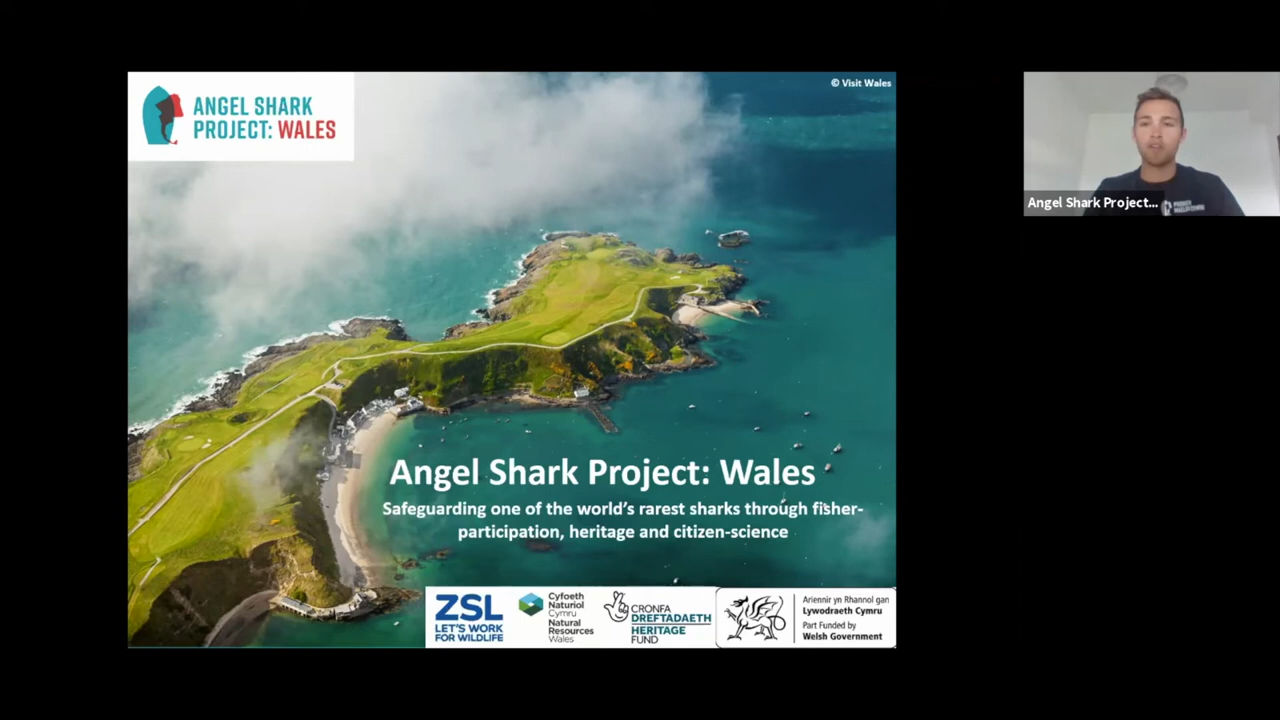 © Visit Wales
ANGEL SHARK
PROJECT: WALES
Angel Shark Project...
Angel Shark Project: Wales
Safeguarding one of the world's rarest sharks through fisher-
participation, heritage and citizen-science
ZSL
LET'S WORK
FOR WILDLIFE
Cyfoeth
Naturiol
Cymru
Natural
Resources
Wales
CRONFA
DREFTADAETH
HERITAGE
FUND
Ariennir yn Rhannol gan
Lywodraeth Cymru
Part Funded by
Welsh Government